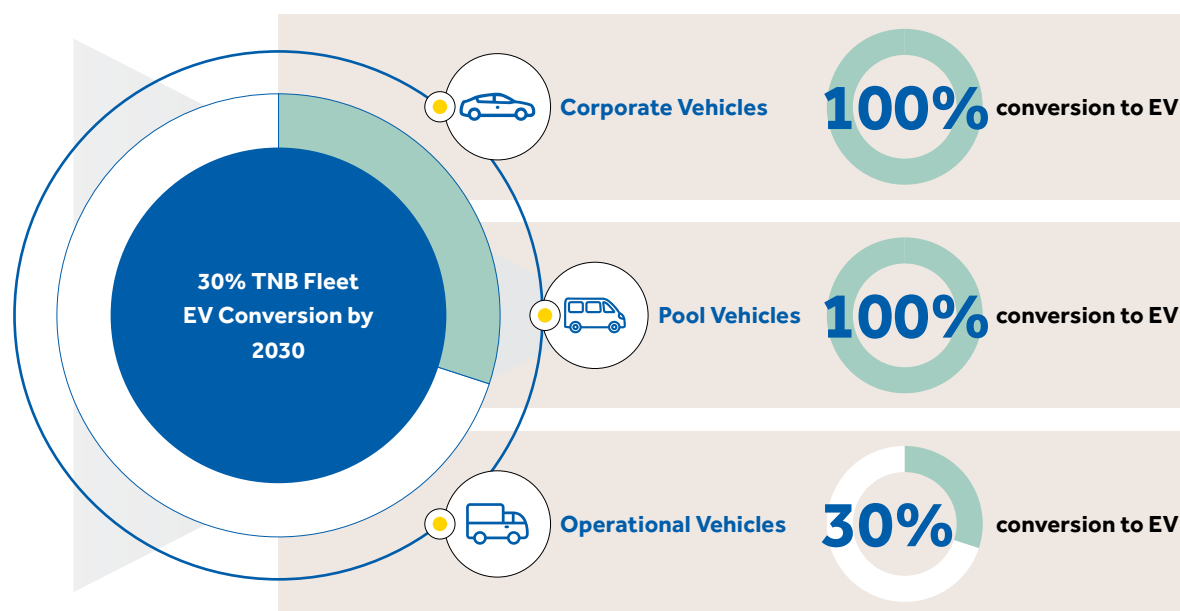 30% TNB Fleet
EV Conversion by
2030
Corporate Vehicles
100%
conversion to EV
Pool Vehicles
100%
conversion to EV
Operational Vehicles
30%
conversion to EV